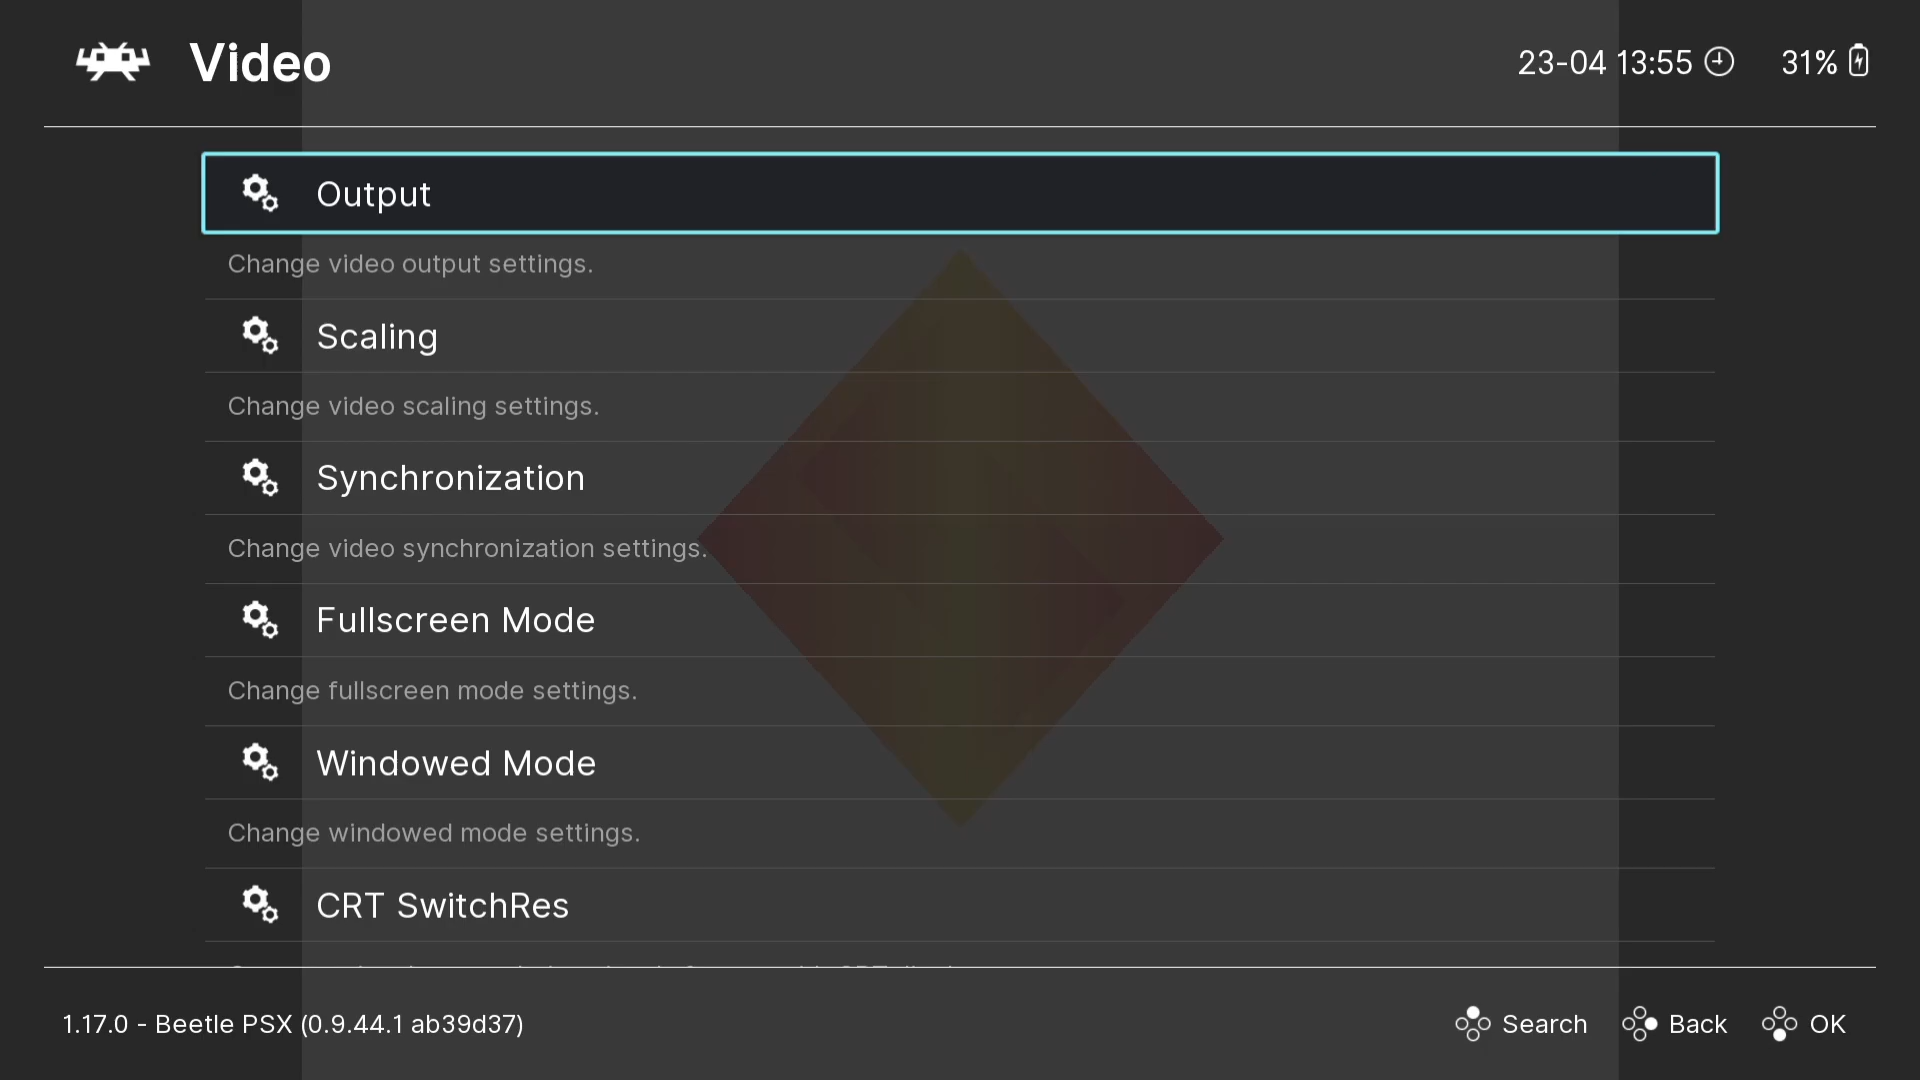 Video
23-04 13:55
31%
Output
Change video output settings.
Scaling
Change video scaling settings.
Synchronization
Change video synchronization settings.
Fullscreen Mode
Change fullscreen mode settings.
Windowed Mode
Change windowed mode settings.
CRT SwitchRes
1.17.0 - Beetle PSX (0.9.44.1 ab39d37)
Search
Back
OK